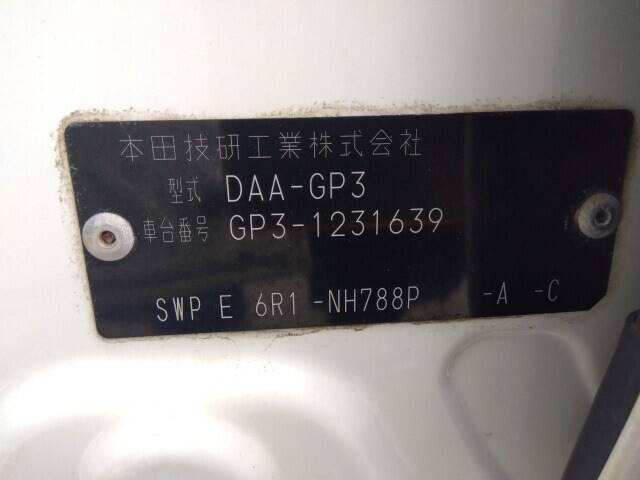 本田技研工業株式会社
型式 DAA-GP3
車台番号 GP3-1231639
SWP E 6R1 -NH788P -A -C